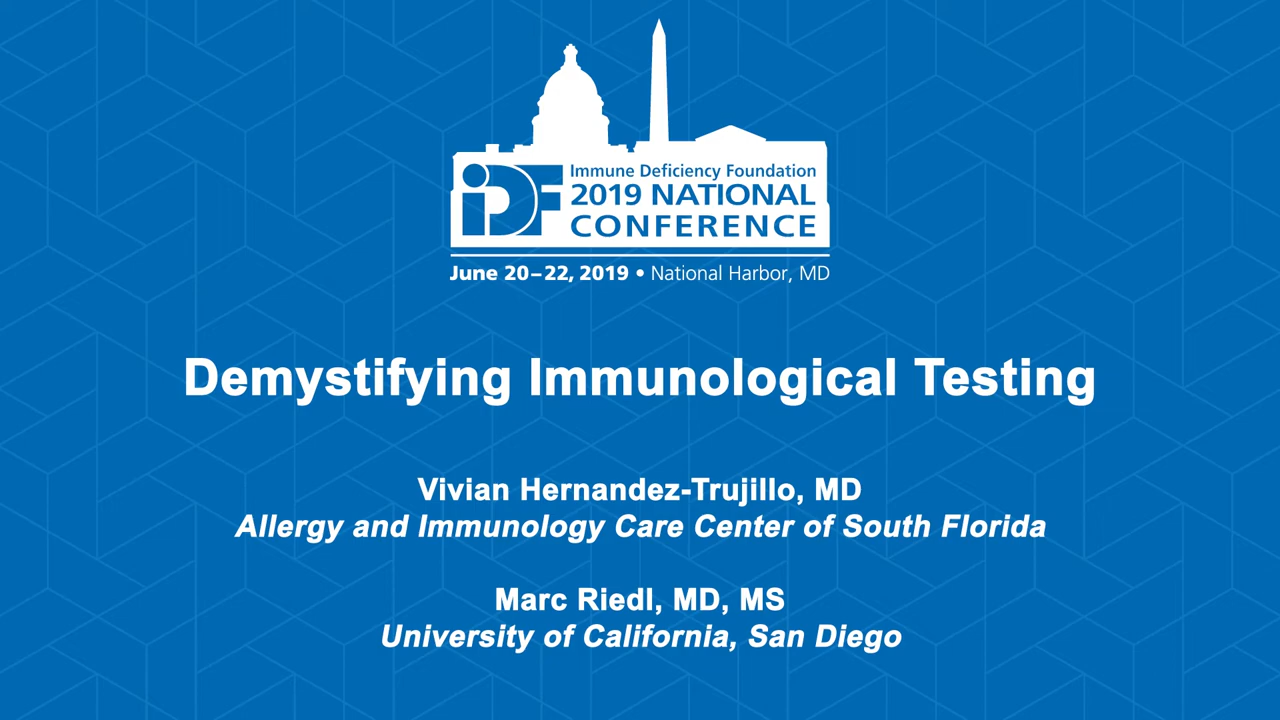 iDF
Immune Deficiency Foundation
2019 NATIONAL
CONFERENCE
June 20–22, 2019 • National Harbor, MD
Demystifying Immunological Testing
Vivian Hernandez-Trujillo, MD
Allergy and Immunology Care Center of South Florida
Marc Riedl, MD, MS
University of California, San Diego